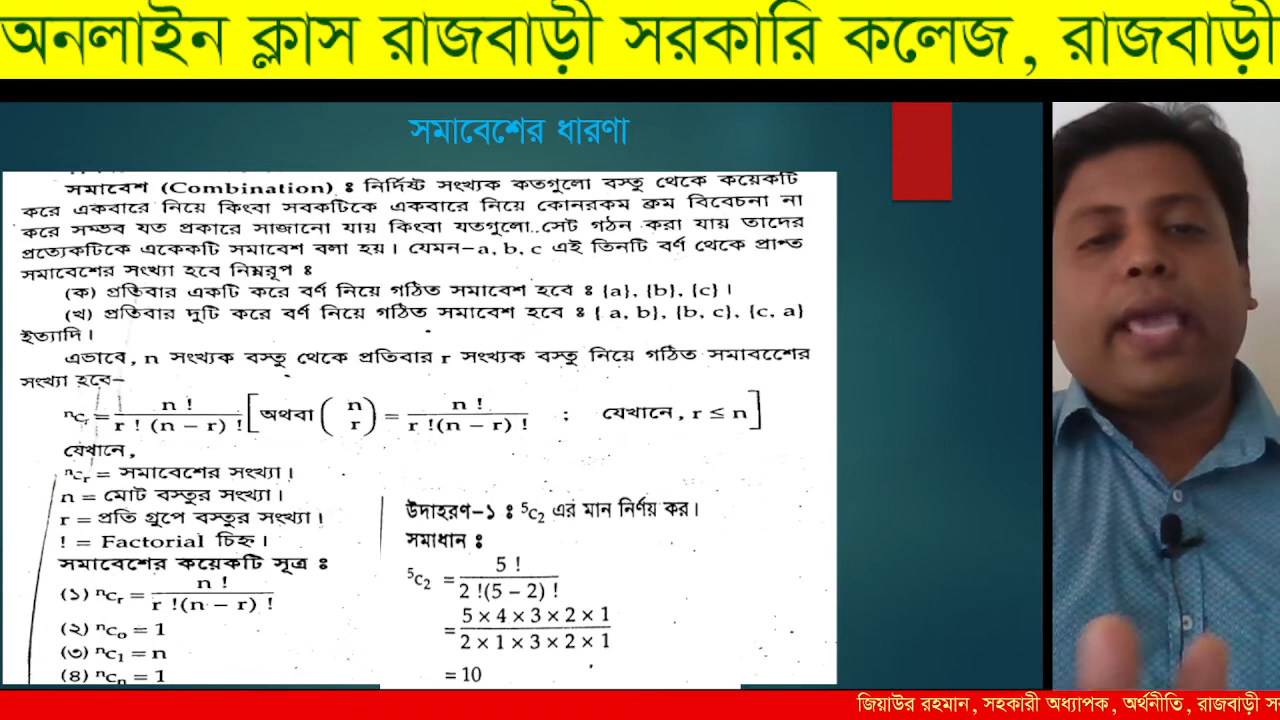 অনলাইন ক্লাস রাজবাড়ী সরকারি কলেজ, রাজবাড়ী
সমাবেশের ধারণা
সমাবেশ (Combination) ঃ নির্দিষ্ট সংখ্যক কতগুলো বস্তু থেকে কয়েকটি
করে একবারে নিয়ে কিংবা সবকটিকে একবারে নিয়ে কোনরকম ক্রম বিবেচনা না
করে সম্ভব যত প্রকারে সাজানো যায় কিংবা যতগুলো সেট গঠন করা যায় তাদের
প্রত্যেকটিকে একেকটি সমাবেশ বলা হয়। যেমন–a, b, c এই তিনটি বর্ণ থেকে প্রাপ্ত
সমাবেশের সংখ্যা হবে নিম্নরূপ ঃ
(ক) প্রতিবার একটি করে বর্ণ নিয়ে গঠিত সমাবেশ হবে ঃ {a}, {b}, {c} ।
(খ) প্রতিবার দুটি করে বর্ণ নিয়ে গঠিত সমাবেশ হবে ঃ { a, b}, {b, c}, {c, a}
ইত্যাদি।
এভাবে, n সংখ্যক বস্তু থেকে প্রতিবার r সংখ্যক বস্তু নিয়ে গঠিত সমাবশের
সংখ্যা হবে–
ⁿcᵣ = n ! / r ! (n − r) ! [অথবা (n r) = n ! / r !(n − r) ! ; যেখানে, r ≤ n]
যেখানে,
ⁿcᵣ = সমাবেশের সংখ্যা।
n = মোট বস্তুর সংখ্যা।
r = প্রতি গ্রুপে বস্তুর সংখ্যা।
! = Factorial চিহ্ন।
সমাবেশের কয়েকটি সূত্র ঃ
(১) ⁿcᵣ = n ! / r !(n − r) !
(২) ⁿc₀ = 1
(৩) ⁿc₁ = n
(৪) ⁿcₙ = 1
উদাহরণ–১ ঃ ⁵c₂ এর মান নির্ণয় কর।
সমাধান ঃ
⁵c₂ = 5 ! / 2 !(5 − 2) !
= 5 × 4 × 3 × 2 × 1 / 2 × 1 × 3 × 2 × 1
= 10
জিয়াউর রহমান, সহকারী অধ্যাপক, অর্থনীতি, রাজবাড়ী